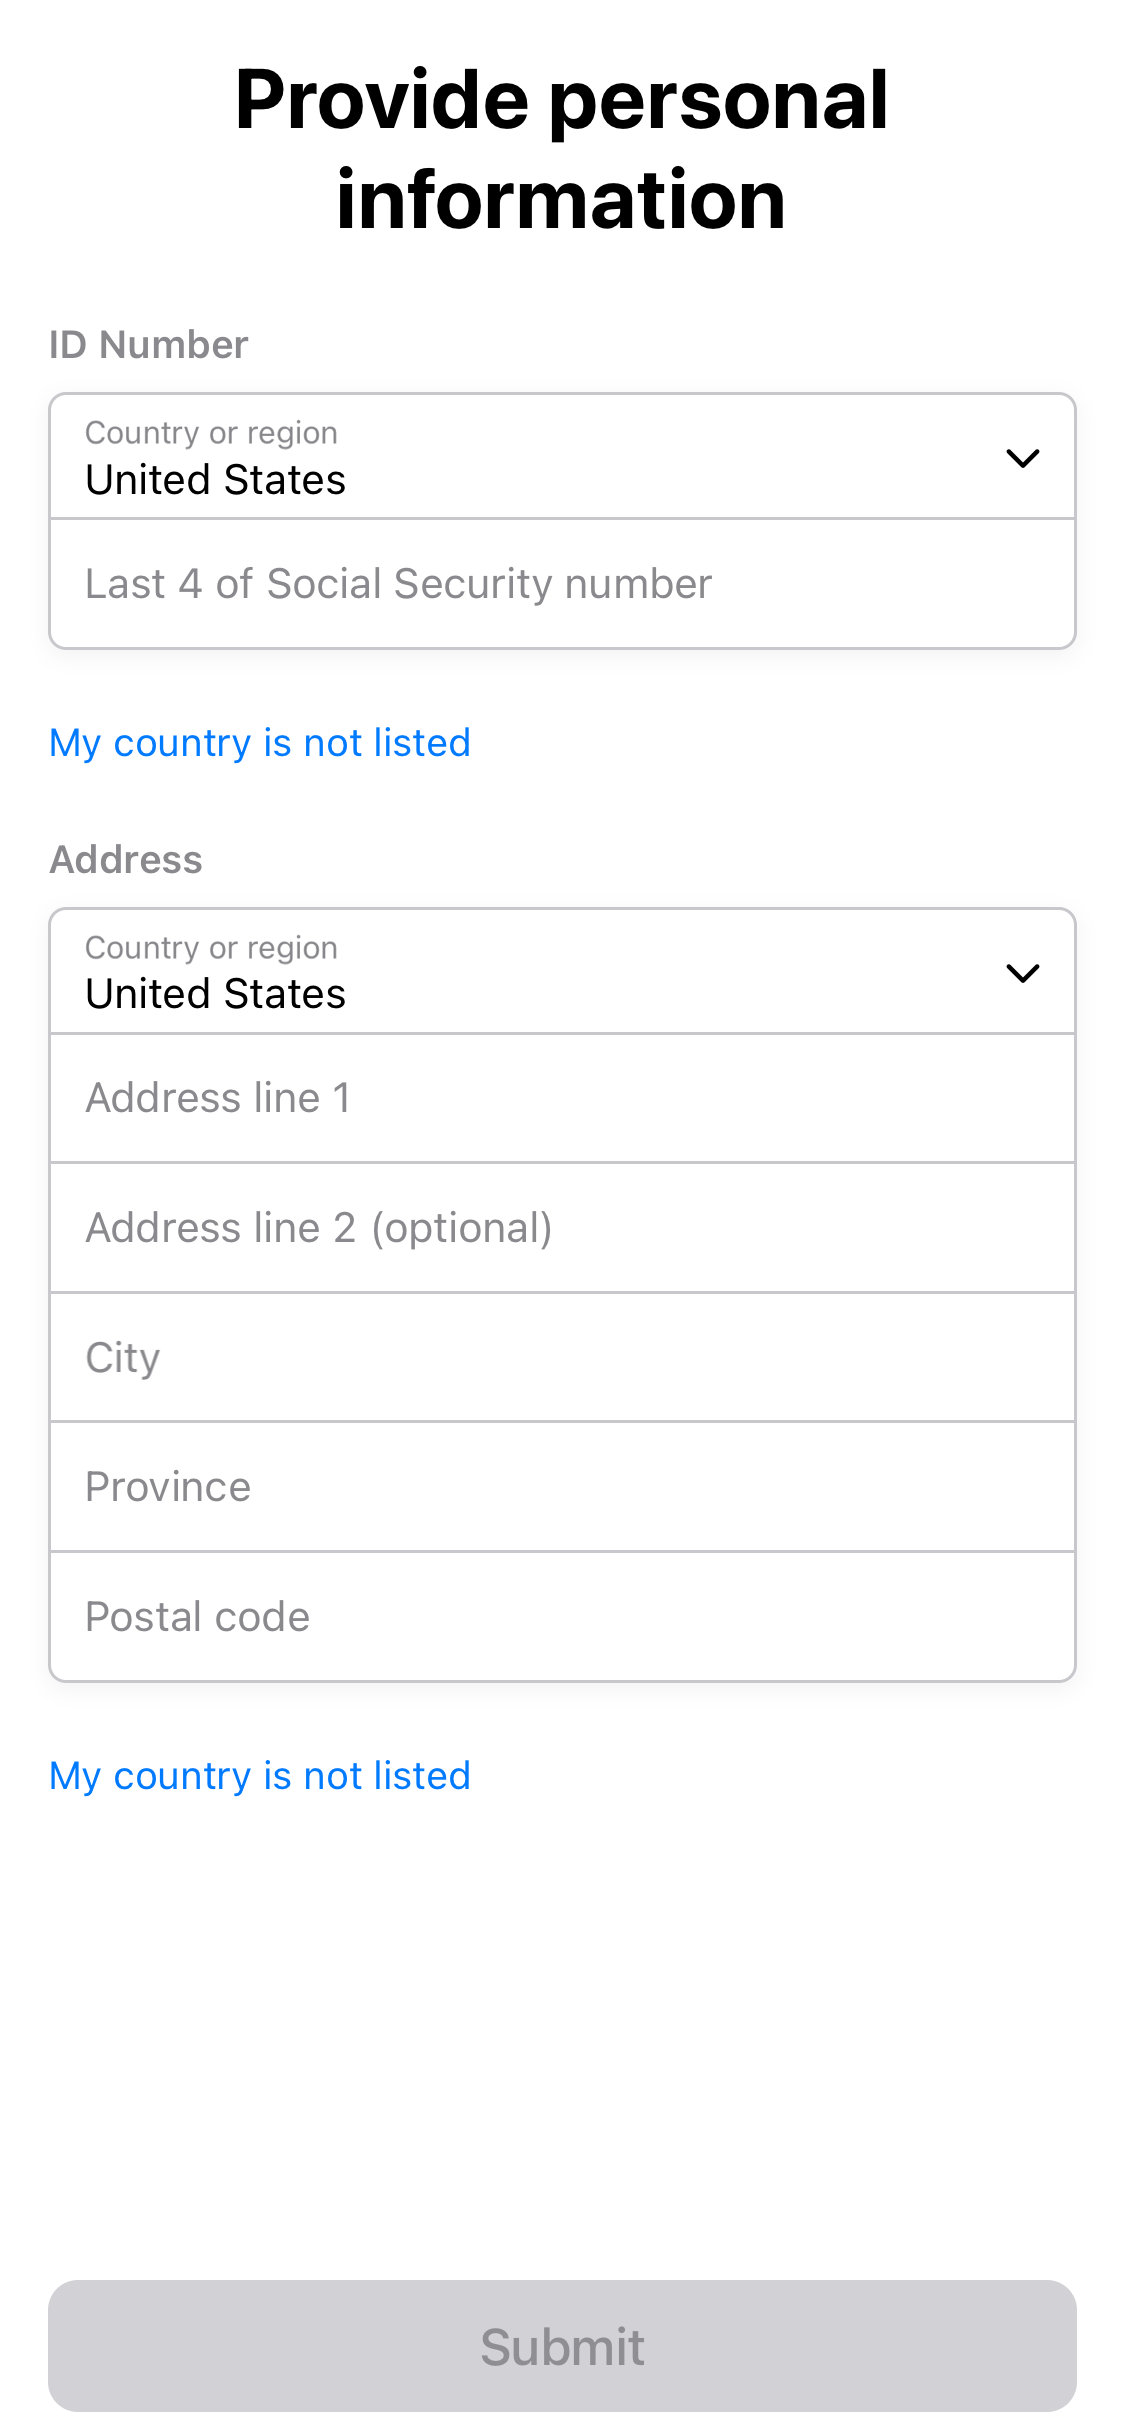 Provide personal
information
ID Number
Country or region
United States
Last 4 of Social Security number
My country is not listed
Address
Country or region
United States
Address line 1
Address line 2 (optional)
City
Province
Postal code
My country is not listed
Submit